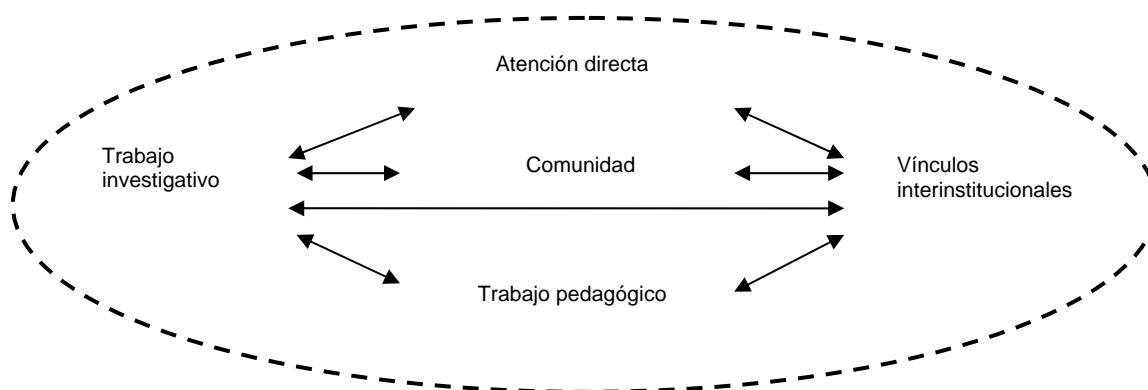 Atención directa
Trabajo
investigativo
Comunidad
Vínculos
interinstitucionales
Trabajo pedagógico